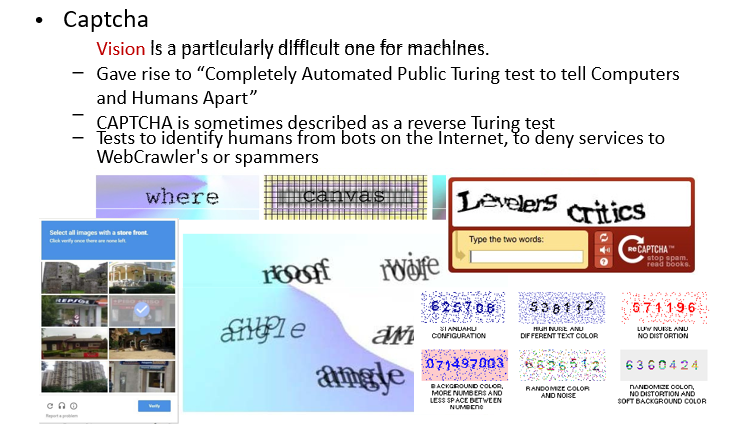 • Captcha
Vision is a particularly difficult one for machines.
– Gave rise to “Completely Automated Public Turing test to tell Computers
and Humans Apart”
– CAPTCHA is sometimes described as a reverse Turing test
– Tests to identify humans from bots on the Internet, to deny services to
WebCrawler's or spammers
where
canvas
Levelers critics
Type the two words:
reCAPTCHA™
stop spam.
read books.
Select all images with a store front.
Click verify once there are none left.
REPSOL
Verify
Report a problem
roof
wire
angle
angle
625708
STANDARD
CONFIGURATION
538112
HIGH NOISE AND
DIFFERENT TEXT COLOR
571196
LOW NOISE AND
NO DISTORTION
071497003
BACKGROUND COLOR,
MORE NUMBERS AND
LESS SPACE BETWEEN
NUMBERS
6626512
RANDOMIZE COLOR
AND NOISE
6360424
RANDOMIZE COLOR,
NO DISTORTION AND
SOFT BACKGROUND COLOR